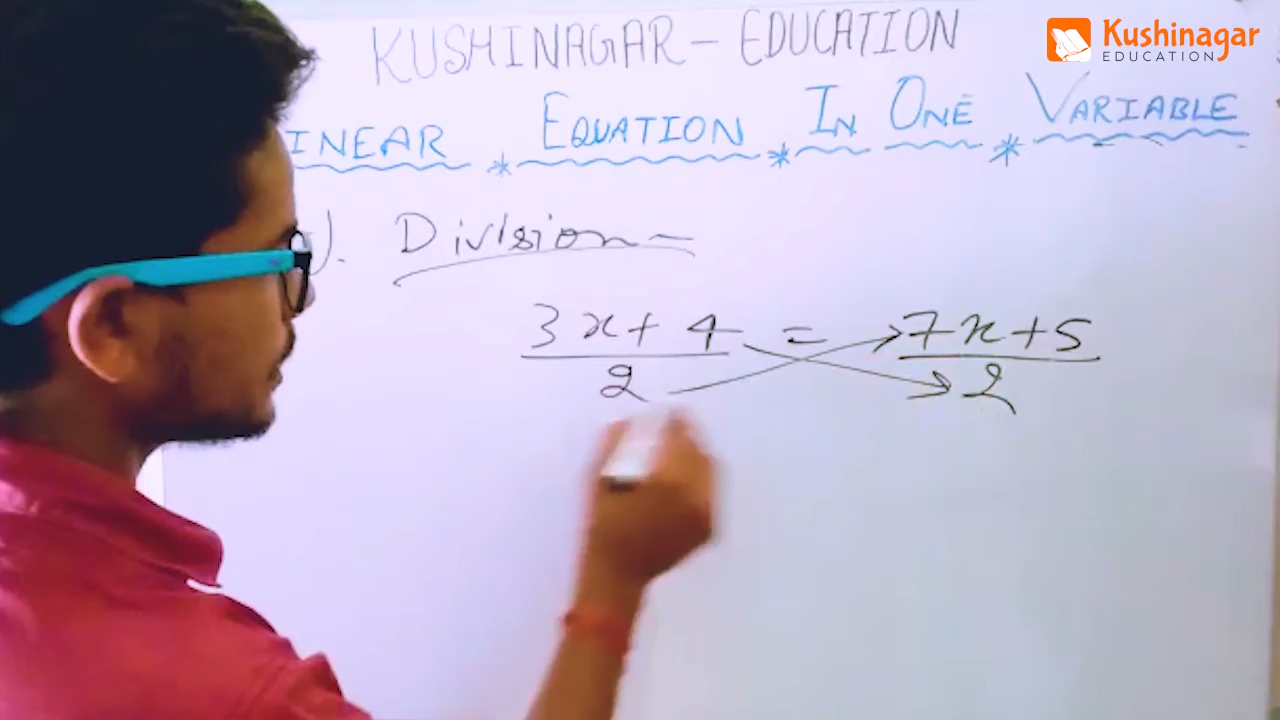 KUSHINAGAR - EDUCATION
Kushinagar
EDUCATION
INEAR * EQUATION * IN ONE * VARIABLE
). Division -
3x + 4 = 7x + 5
2 2